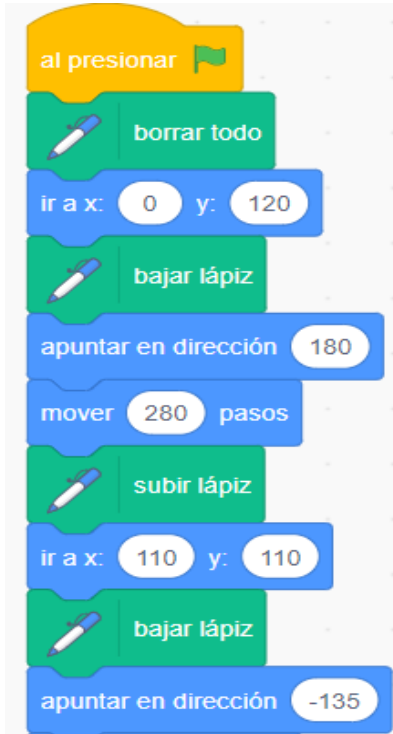 al presionar
borrar todo
ir a x: 0 y: 120
bajar lápiz
apuntar en dirección 180
mover 280 pasos
subir lápiz
ir a x: 110 y: 110
bajar lápiz
apuntar en dirección -135